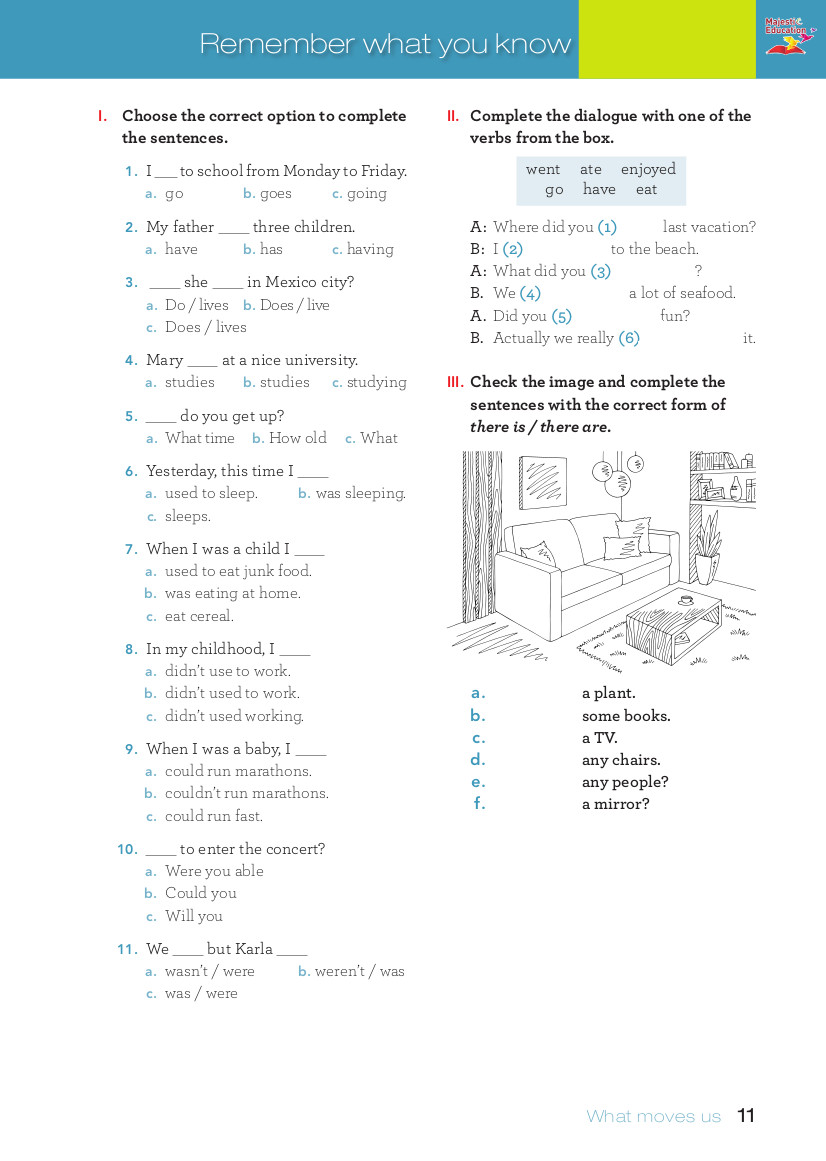 Remember what you know
Majestic
Education
I. Choose the correct option to complete
the sentences.
1. I ___ to school from Monday to Friday.
a. go b. goes c. going
2. My father ____ three children.
a. have b. has c. having
3. ____ she ____ in Mexico city?
a. Do / lives b. Does / live
c. Does / lives
4. Mary ____ at a nice university.
a. studies b. studies c. studying
5. ____ do you get up?
a. What time b. How old c. What
6. Yesterday, this time I ____
a. used to sleep. b. was sleeping.
c. sleeps.
7. When I was a child I ____
a. used to eat junk food.
b. was eating at home.
c. eat cereal.
8. In my childhood, I ____
a. didn't use to work.
b. didn't used to work.
c. didn't used working.
9. When I was a baby, I ____
a. could run marathons.
b. couldn't run marathons.
c. could run fast.
10. ____ to enter the concert?
a. Were you able
b. Could you
c. Will you
11. We ____ but Karla ____
a. wasn't / were b. weren't / was
c. was / were
II. Complete the dialogue with one of the
verbs from the box.
went ate enjoyed
go have eat
A: Where did you (1) last vacation?
B: I (2) to the beach.
A: What did you (3) ?
B. We (4) a lot of seafood.
A. Did you (5) fun?
B. Actually we really (6) it.
III. Check the image and complete the
sentences with the correct form of
there is / there are.
a. a plant.
b. some books.
c. a TV.
d. any chairs.
e. any people?
f. a mirror?
What moves us 11